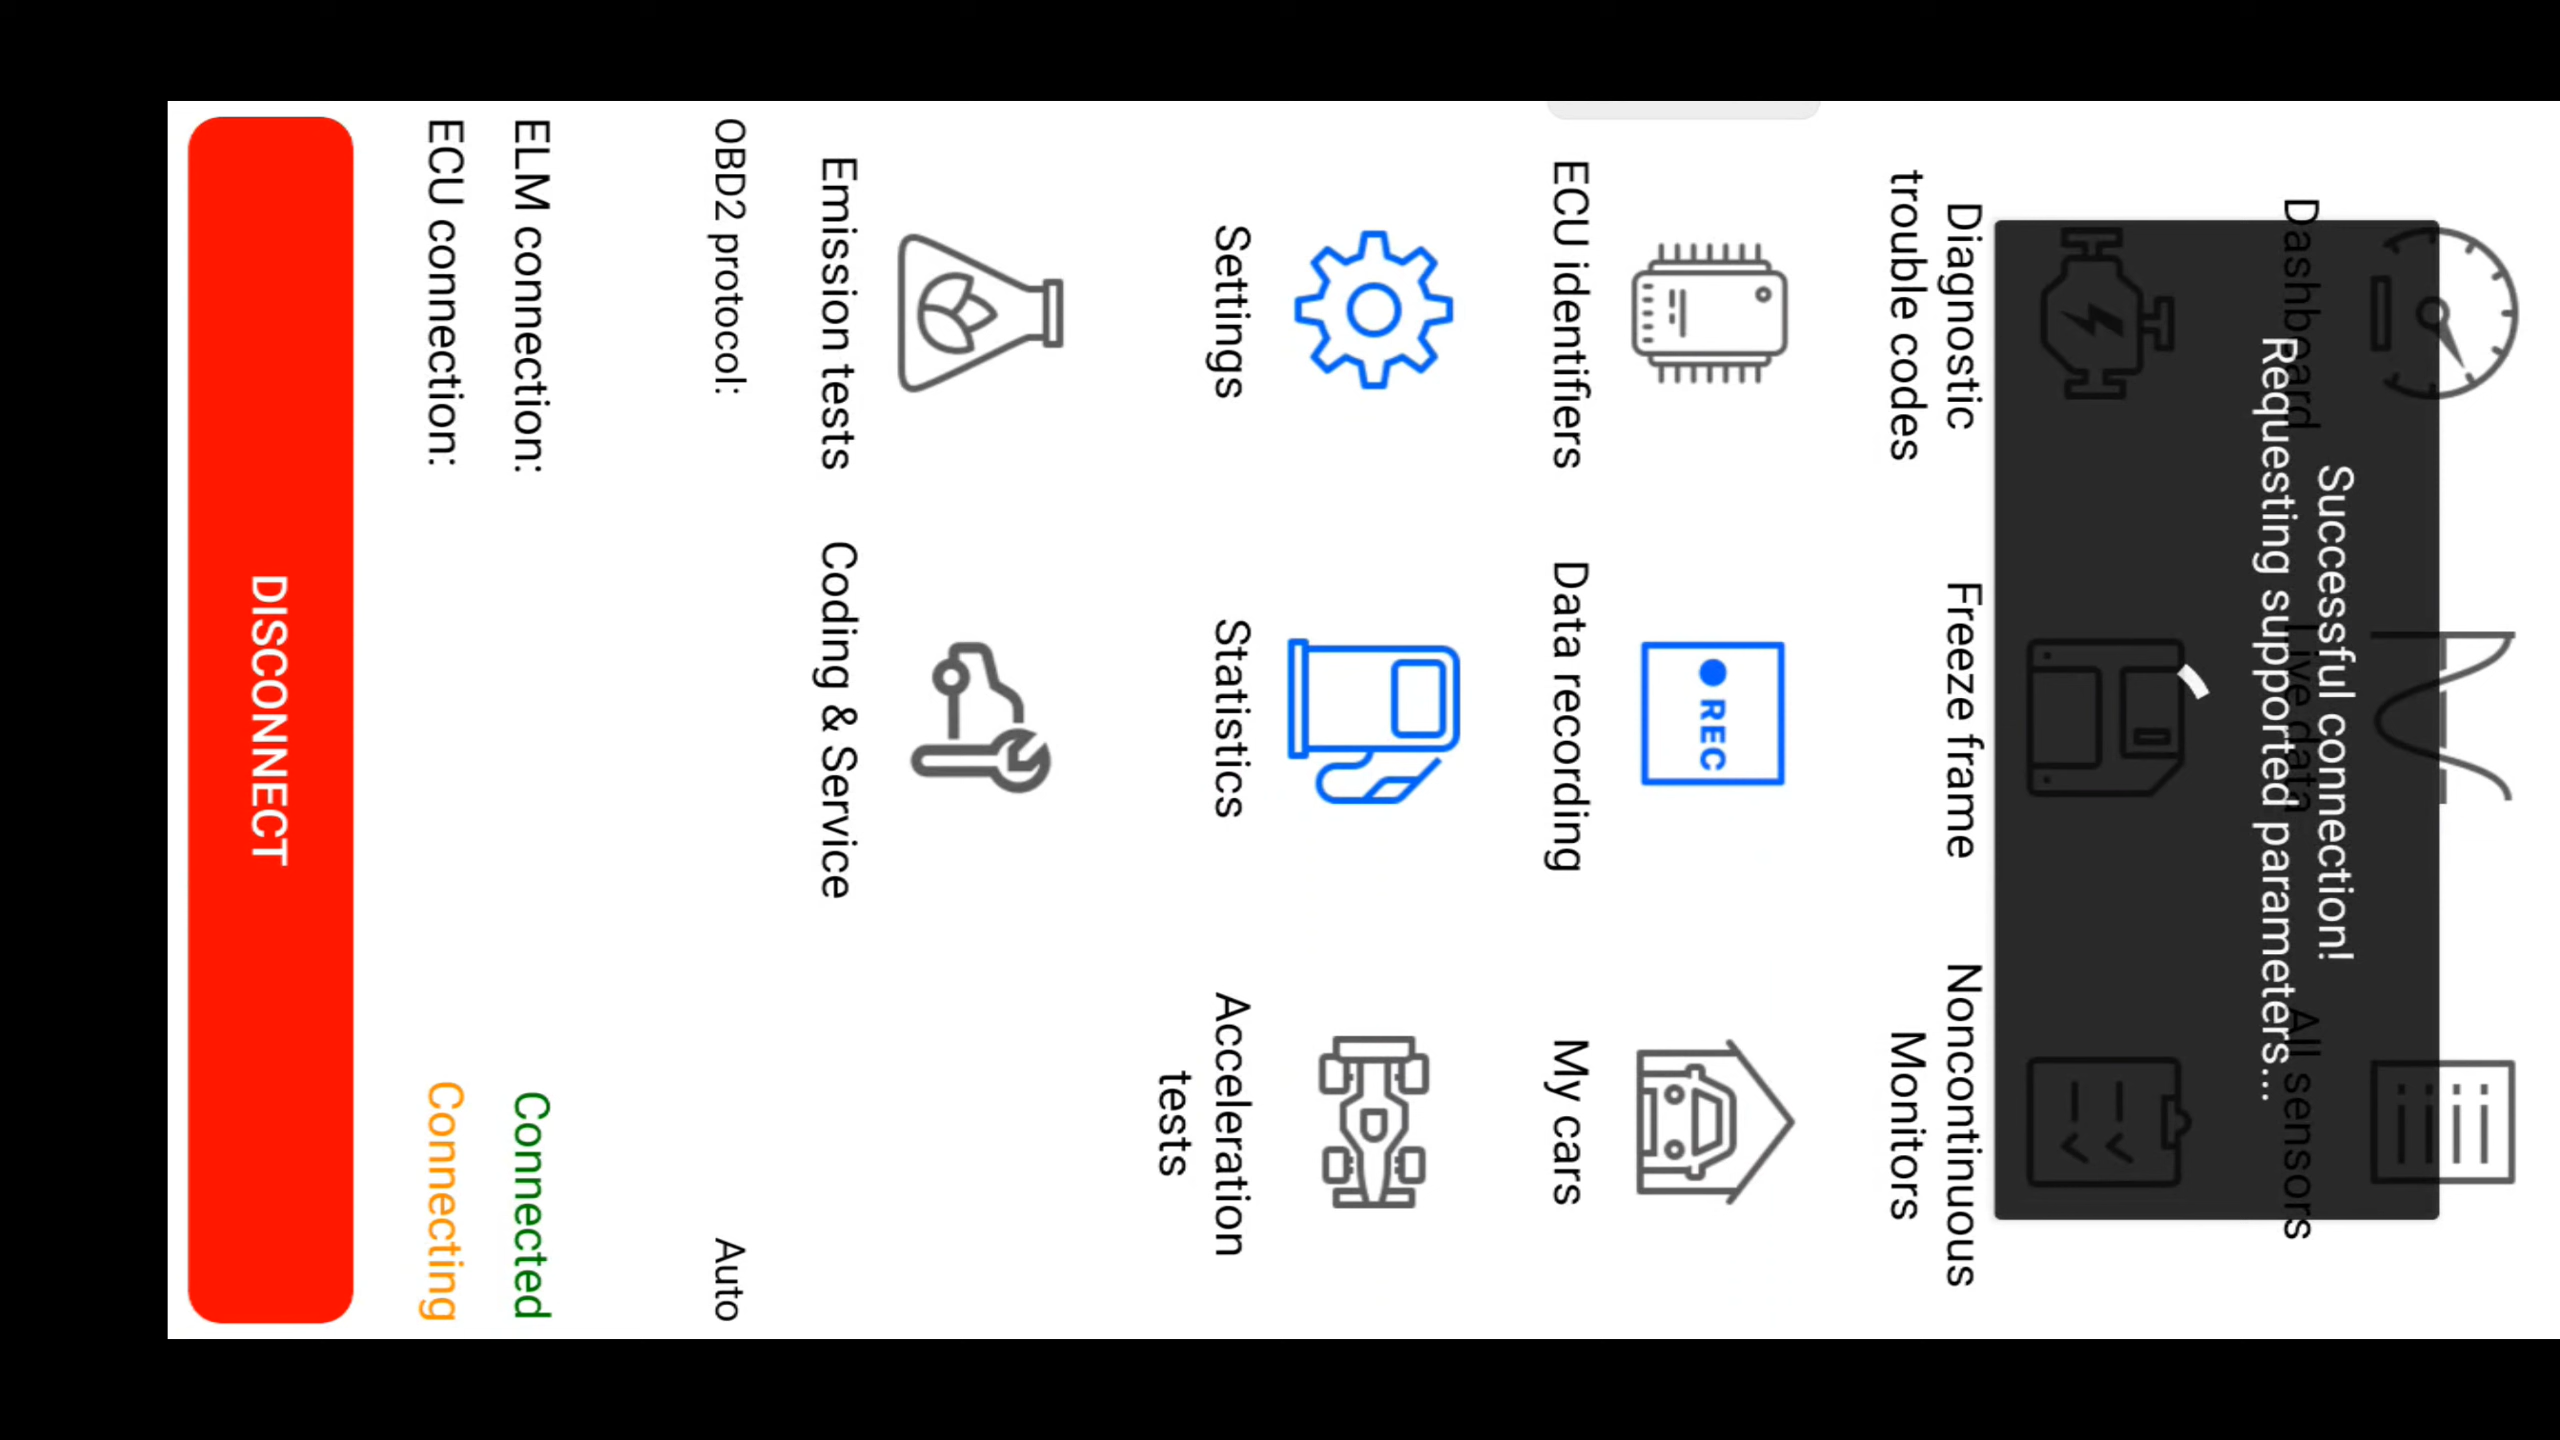 Dashboard
Live data
All sensors
Successful connection!
Requesting supported parameters...
Diagnostic
trouble codes
Freeze frame
Noncontinuous
Monitors
ECU identifiers
REC
Data recording
My cars
Settings
Statistics
Acceleration
tests
Emission tests
Coding & Service
OBD2 protocol:
Auto
ELM connection:
Connected
ECU connection:
Connecting
DISCONNECT